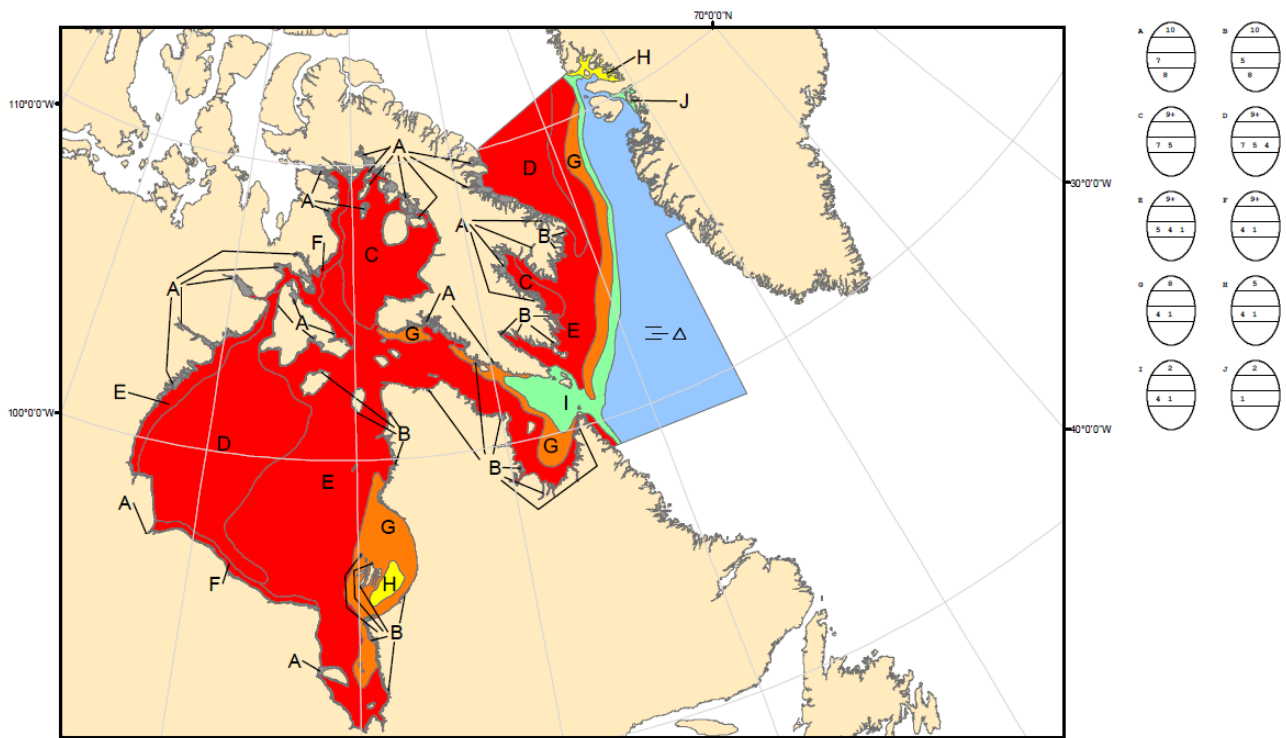 70°0'0"N
110°0'0"W
30°0'0"W
100°0'0"W
40°0'0"W
H
J
A
D
G
A
A
B
F
C
A
C
A
A
B
G
E
E
I
D
B
G
B
E
A
G
F
H
B
A
A
10
7
8
B
10
5
8
C
9+
7 5
D
9+
7 5 4
E
9+
5 4 1
F
9+
4 1
G
8
4 1
H
5
4 1
I
2
4 1
J
2
1